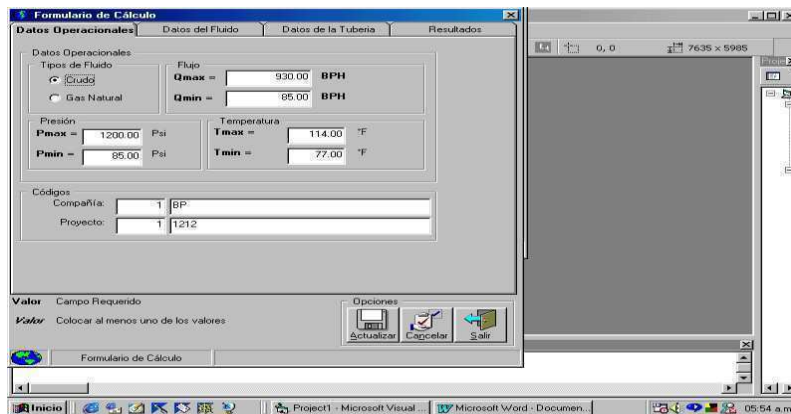 Formulario de Cálculo
Datos Operacionales Datos del Fluido Datos de la Tuberia Resultados
Datos Operacionales
Tipos de Fluido
Crudo
Gas Natural
Flujo
Qmax = 930.00 BPH
Qmin = 85.00 BPH
Presión
Pmax = 1200.00 Psi
Pmin = 85.00 Psi
Temperatura
Tmax = 114.00 °F
Tmin = 77.00 °F
Códigos
Compañía: 1 BP
Proyecto: 1 1212
Valor Campo Requerido
Valor Colocar al menos uno de los valores
Opciones
Actualizar Cancelar Salir
Formulario de Cálculo
0, 0 7635 x 5985
Inicio Project1 - Microsoft Visual ... Microsoft Word - Documen... 05:54 a.m.